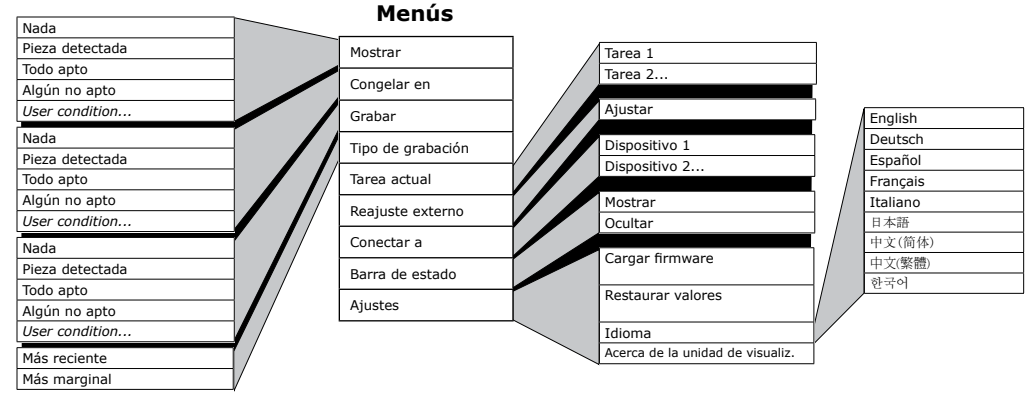 Menús
Nada
Pieza detectada
Todo apto
Algún no apto
User condition...
Nada
Pieza detectada
Todo apto
Algún no apto
User condition...
Nada
Pieza detectada
Todo apto
Algún no apto
User condition...
Más reciente
Más marginal
Mostrar
Congelar en
Grabar
Tipo de grabación
Tarea actual
Reajuste externo
Conectar a
Barra de estado
Ajustes
Tarea 1
Tarea 2...
Ajustar
Dispositivo 1
Dispositivo 2...
Mostrar
Ocultar
Cargar firmware
Restaurar valores
Idioma
Acerca de la unidad de visualiz.
English
Deutsch
Español
Français
Italiano
日本語
中文(简体)
中文(繁體)
한국어